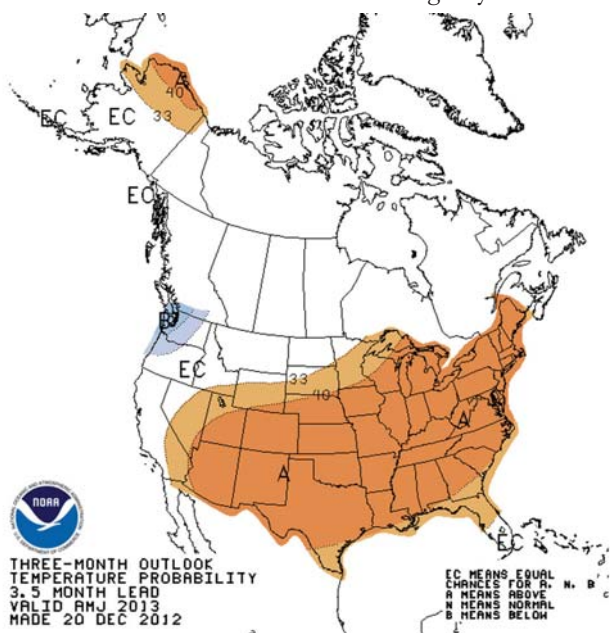 A
40
EC
EC
33
EC
B
EC
33
40
A
A
EC
NOAA
THREE-MONTH OUTLOOK
TEMPERATURE PROBABILITY
3.5 MONTH LEAD
VALID AMJ 2013
MADE 20 DEC 2012
EC MEANS EQUAL
CHANCES FOR A, N, B
A MEANS ABOVE
N MEANS NORMAL
B MEANS BELOW